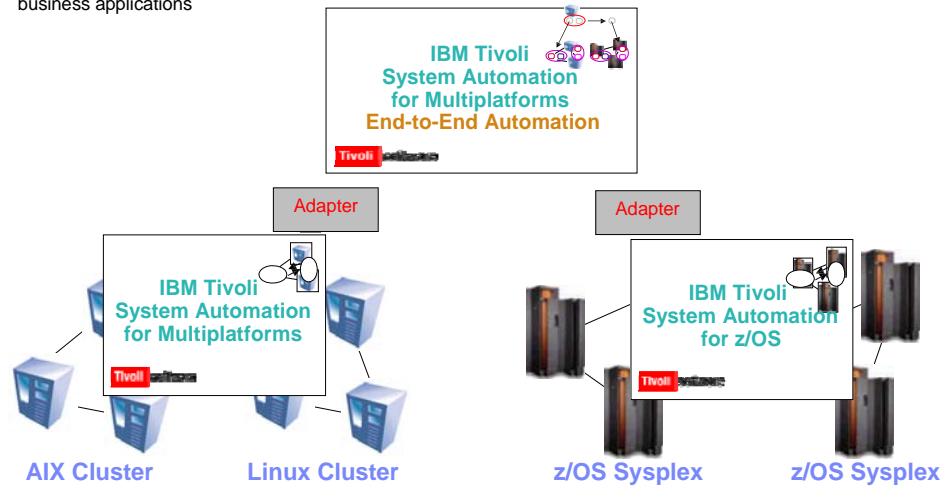 business applications
IBM Tivoli
System Automation
for Multiplatforms
End-to-End Automation
Tivoli
Adapter
Adapter
IBM Tivoli
System Automation
for Multiplatforms
Tivoli
IBM Tivoli
System Automation
for z/OS
Tivoli
AIX Cluster
Linux Cluster
z/OS Sysplex
z/OS Sysplex